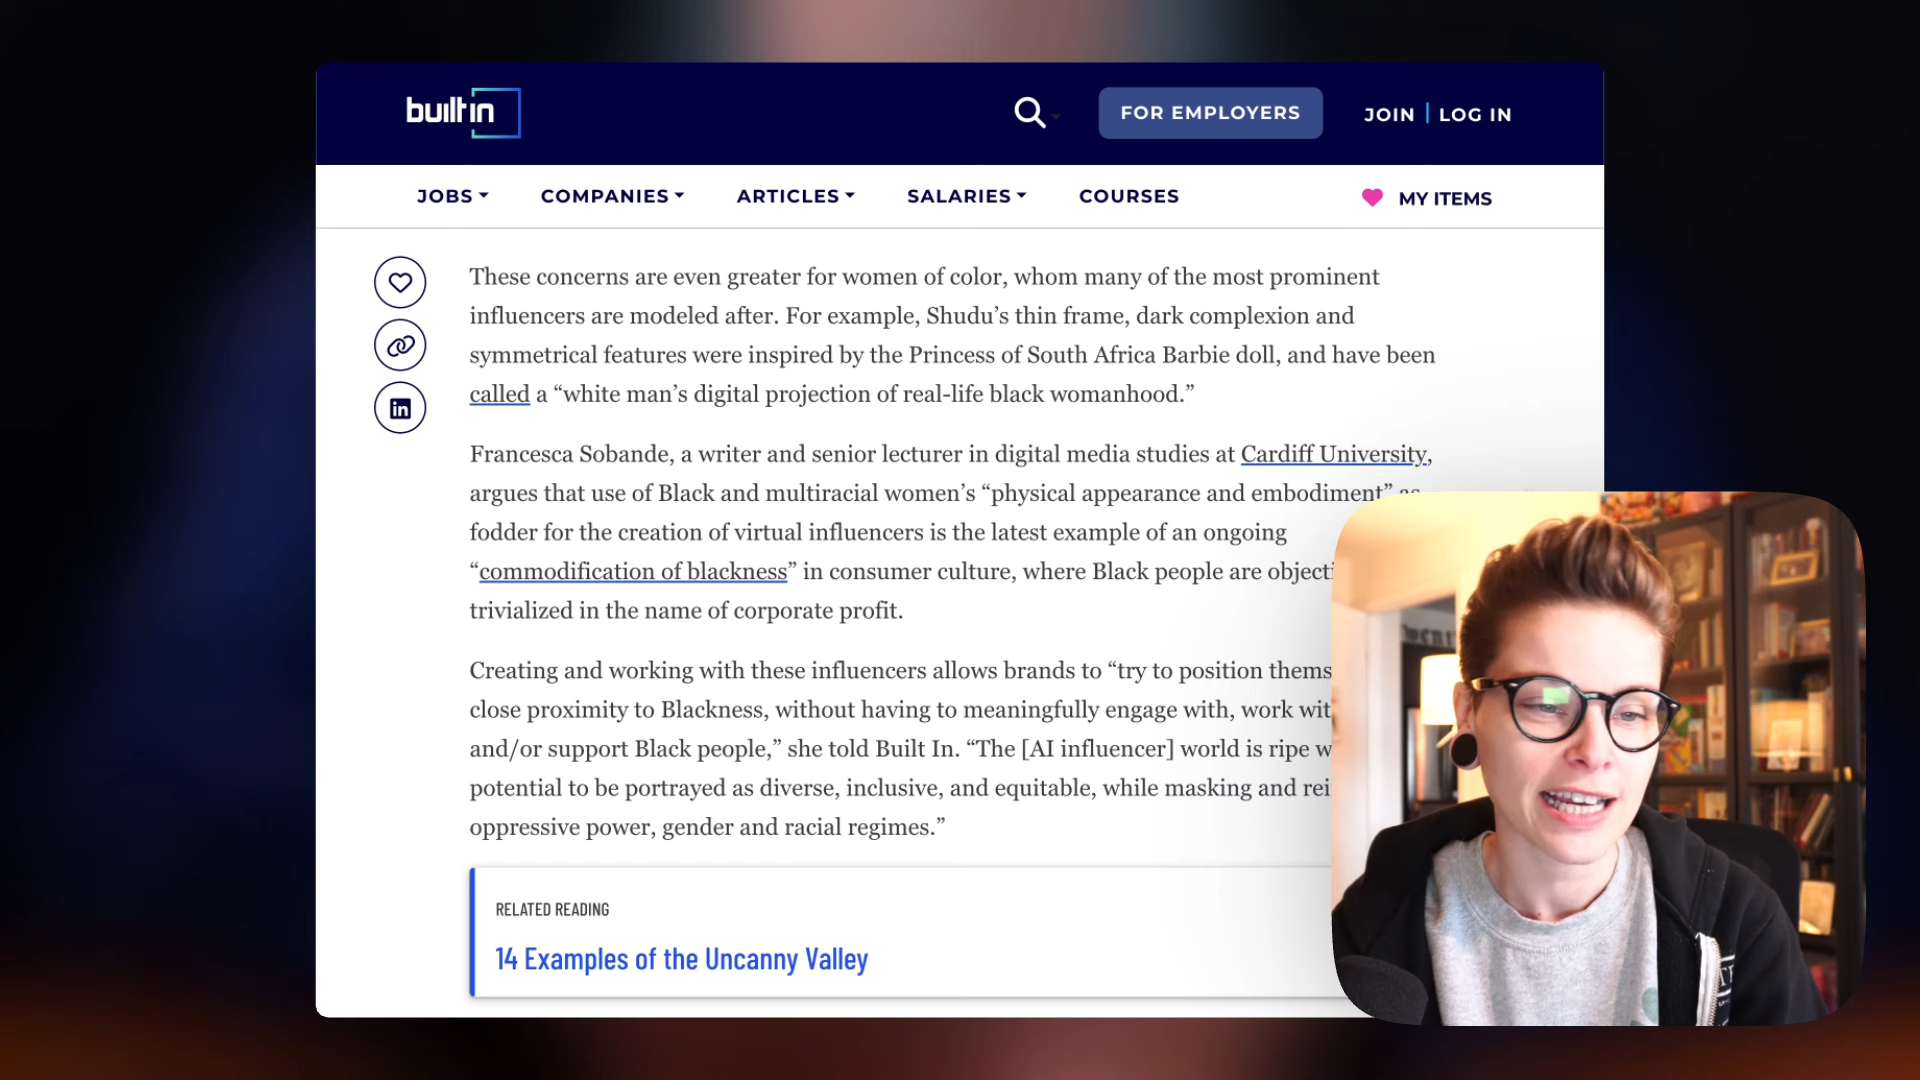 builtin
FOR EMPLOYERS
JOIN | LOG IN
JOBS
COMPANIES
ARTICLES
SALARIES
COURSES
MY ITEMS
These concerns are even greater for women of color, whom many of the most prominent
influencers are modeled after. For example, Shudu’s thin frame, dark complexion and
symmetrical features were inspired by the Princess of South Africa Barbie doll, and have been
called a “white man’s digital projection of real-life black womanhood.”
Francesca Sobande, a writer and senior lecturer in digital media studies at Cardiff University,
argues that use of Black and multiracial women’s “physical appearance and embodiment” as
fodder for the creation of virtual influencers is the latest example of an ongoing
“commodification of blackness” in consumer culture, where Black people are objecti
trivialized in the name of corporate profit.
Creating and working with these influencers allows brands to “try to position thems
close proximity to Blackness, without having to meaningfully engage with, work wit
and/or support Black people,” she told Built In. “The [AI influencer] world is ripe w
potential to be portrayed as diverse, inclusive, and equitable, while masking and rei
oppressive power, gender and racial regimes.”
RELATED READING
14 Examples of the Uncanny Valley
in